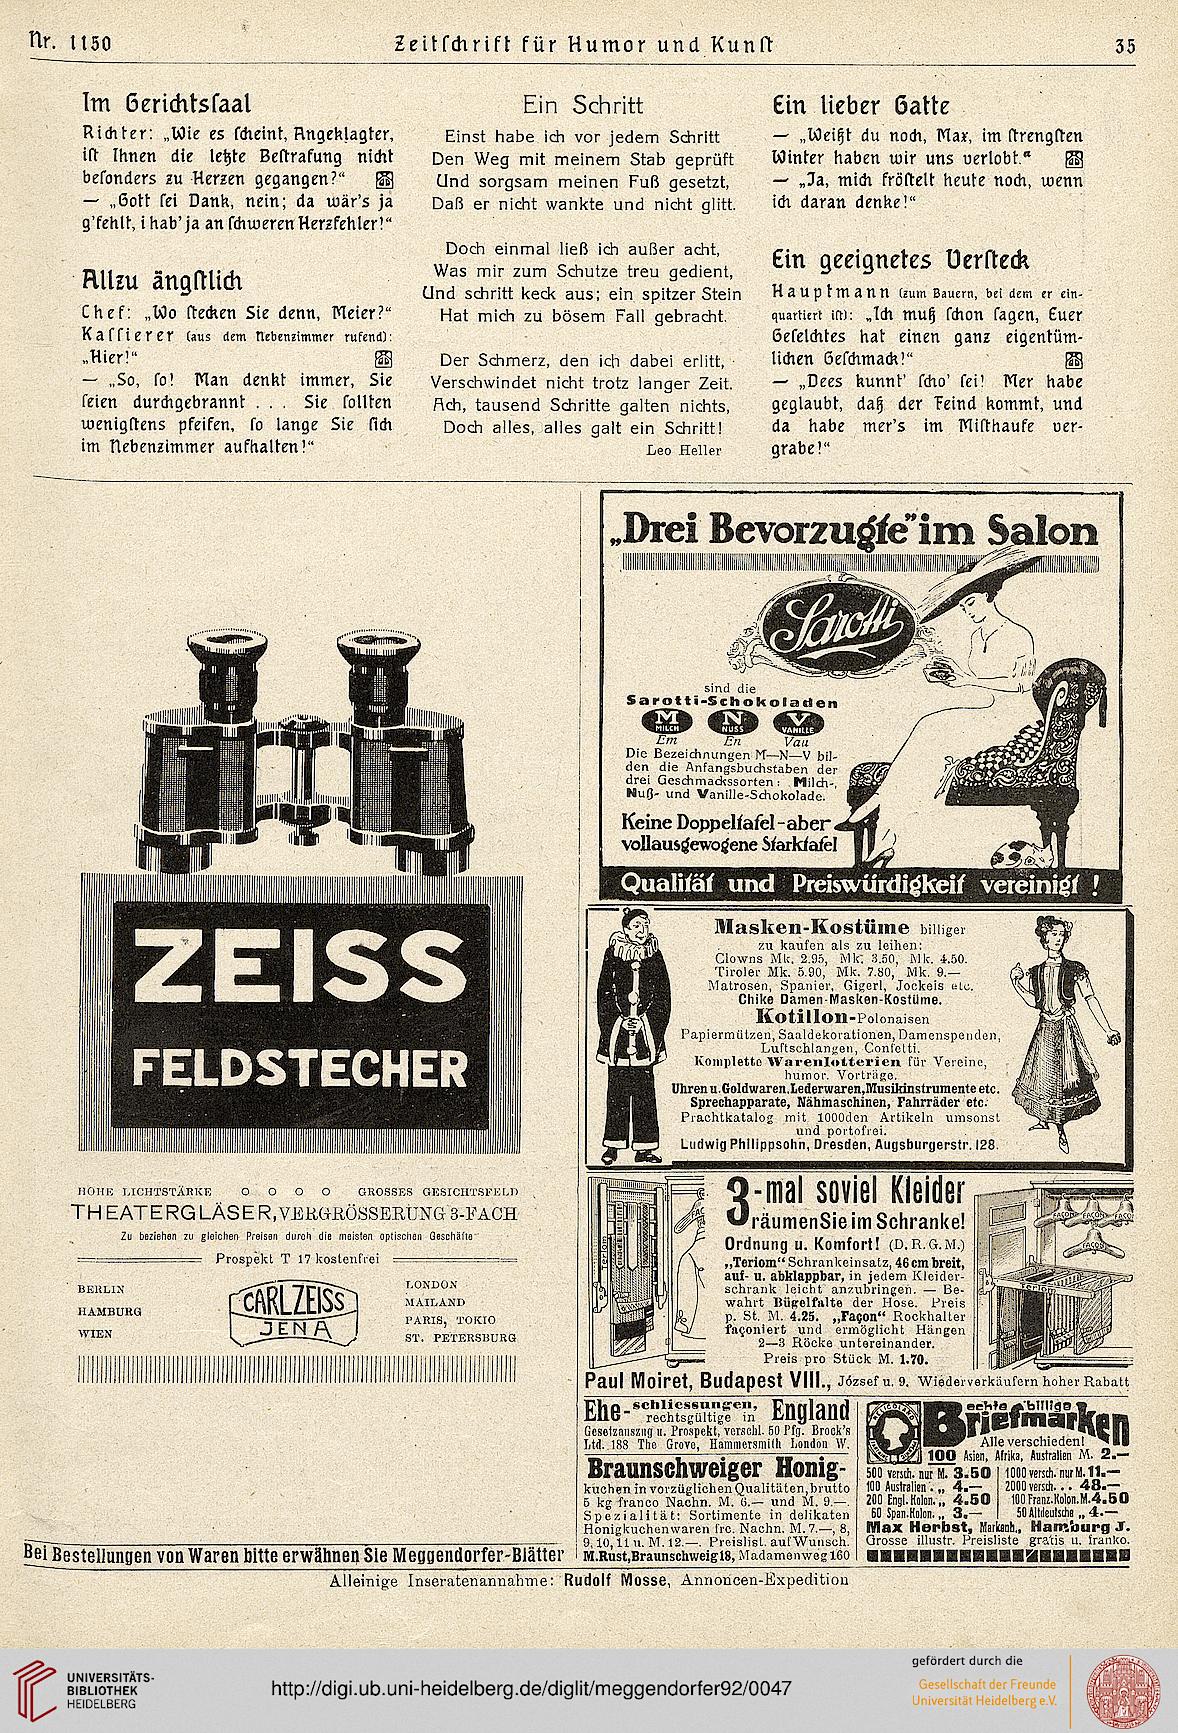 Nr. 1150
Zeitschrift für Humor und Kunst
35
Im Gerichtssaal
Richter: „Wie es scheint, Angeklagter,
ist Ihnen die letzte Bestrafung nicht
besonders zu Herzen gegangen?“
— „Gott sei Dank, nein; da wär's ja
g'fehlt, i hab' ja an schweren Herzfehler!“
Allzu ängstlich
Chef: „Wo stecken Sie denn, Meier?“
Kassierer (aus dem Nebenzimmer rufend):
„Hier!“
— „So, so! Man denkt immer, Sie
seien durchgebrannt . . . Sie sollten
wenigstens pfeifen, so lange Sie sich
im Nebenzimmer aufhalten!“
Ein Schritt
Einst habe ich vor jedem Schritt
Den Weg mit meinem Stab geprüft
Und sorgsam meinen Fuß gesetzt,
Daß er nicht wankte und nicht glitt.
Doch einmal ließ ich außer acht,
Was mir zum Schutze treu gedient,
Und schritt keck aus; ein spitzer Stein
Hat mich zu bösem Fall gebracht.
Der Schmerz, den ich dabei erlitt,
Verschwindet nicht trotz langer Zeit.
Ach, tausend Schritte galten nichts,
Doch alles, alles galt ein Schritt!
Leo Heller
Ein lieber Gatte
— „Weißt du noch, Max, im strengsten
Winter haben wir uns verlobt.“
— „Ja, mich fröstelt heute noch, wenn
ich daran denke!“
Ein geeignetes Versteck
Hauptmann (zum Bauern, bei dem er ein-
quartiert ist): „Ich muß schon sagen, Euer
Geselchtes hat einen ganz eigentüm-
lichen Geschmack!“
— „Dees kunnt' scho' sei! Mer habe
geglaubt, daß der Feind kommt, und
da habe mer's im Misthaufe ver-
grabe!“
ZEISS
FELDSTECHER
HOHE LICHTSTÄRKE o o o o GROSSES GESICHTSFELD
THEATERGLÄSER, VERGRÖSSERUNG 3-FACH
Zu beziehen zu gleichen Preisen durch die meisten optischen Geschäfte
Prospekt T 17 kostenfrei
BERLIN
HAMBURG
WIEN
CARL ZEISS
JENA
LONDON
MAILAND
PARIS, TOKIO
ST. PETERSBURG
Bei Bestellungen von Waren bitte erwähnen Sie Meggendorfer-Blätter
„Drei Bevorzugte” im Salon
Sarotti
sind die
Sarotti-Schokoladen
M MILCH N NUSS V VANILLE
Em En Vau
Die Bezeichnungen M—N—V bil-
den die Anfangsbuchstaben der
drei Geschmackssorten: Milch-,
Nuß- und Vanille-Schokolade.
Keine Doppeltafel - aber
vollausgewogene Starktafel
Qualität und Preiswürdigkeit vereinigt !
Masken-Kostüme billiger
zu kaufen als zu leihen:
Clowns Mk. 2.95, Mk. 3.50, Mk. 4.50.
Tiroler Mk. 5.90, Mk. 7.80, Mk. 9.—
Matrosen, Spanier, Gigerl, Jockeis etc.
Chike Damen-Masken-Kostüme.
Kotillon-Polonaisen
Papiermützen, Saaldekorationen, Damenspenden,
Luftschlangen, Confetti.
Komplette Warenlotterien für Vereine,
humor. Vorträge.
Uhren u. Goldwaren, Lederwaren, Musikinstrumente etc.
Sprechapparate, Nähmaschinen, Fahrräder etc.
Prachtkatalog mit 1000den Artikeln umsonst
und portofrei.
Ludwig Philippsohn, Dresden, Augsburgerstr. 128.
3-mal soviel Kleider
räumen Sie im Schranke!
Ordnung u. Komfort! (D. R. G. M.)
„Teriom“ Schrankeinsatz, 46 cm breit,
auf- u. abklappbar, in jedem Kleider-
schrank leicht anzubringen. — Be-
wahrt Bügelfalte der Hose. Preis
p. St. M. 4.25. „Façon“ Rockhalter
façoniert und ermöglicht Hängen
2—3 Röcke untereinander.
Preis pro Stück M. 1.70.
Teriom
FAÇON FAÇON FAÇON
FAÇON
Teriom
Paul Moiret, Budapest VIII., József u. 9. Wiederverkäufern hoher Rabatt
Ehe-schliessungen, rechtsgültige in England
Gesetzauszug u. Prospekt, verschl. 50 Pfg. Brock's
Ltd. 188 The Grove, Hammersmith London W.
Braunschweiger Honig-
kuchen in vorzüglichen Qualitäten, brutto
5 kg franco Nachn. M. 6.— und M. 9.—.
Spezialität: Sortimente in delikaten
Honigkuchenwaren frc. Nachn. M. 7.—, 8,
9, 10, 11 u. M. 12.—. Preislist. auf Wunsch.
M. Rust, Braunschweig 18, Madamenweg 160
echte billige
Briefmarken
Alle verschieden!
100 Asien, Afrika, Australien M. 2.—
500 versch. nur M. 3.50
100 Australien . „ 4.—
200 Engl. Kolon. „ 4.50
60 Span. Kolon. „ 3.—
1000 versch. nur M. 11.—
2000 versch. . . 48.—
100 Franz. Kolon. M. 4.50
50 Altdeutsche „ 4.—
Max Herbst, Markenh., Hamburg J.
Grosse illustr. Preisliste gratis u. franko.
Alleinige Inseratenannahme: Rudolf Mosse, Annoncen-Expedition
UNIVERSITÄTS-
BIBLIOTHEK
HEIDELBERG
http://digi.ub.uni-heidelberg.de/diglit/meggendorfer92/0047
gefördert durch die
Gesellschaft der Freunde
Universität Heidelberg e.V.